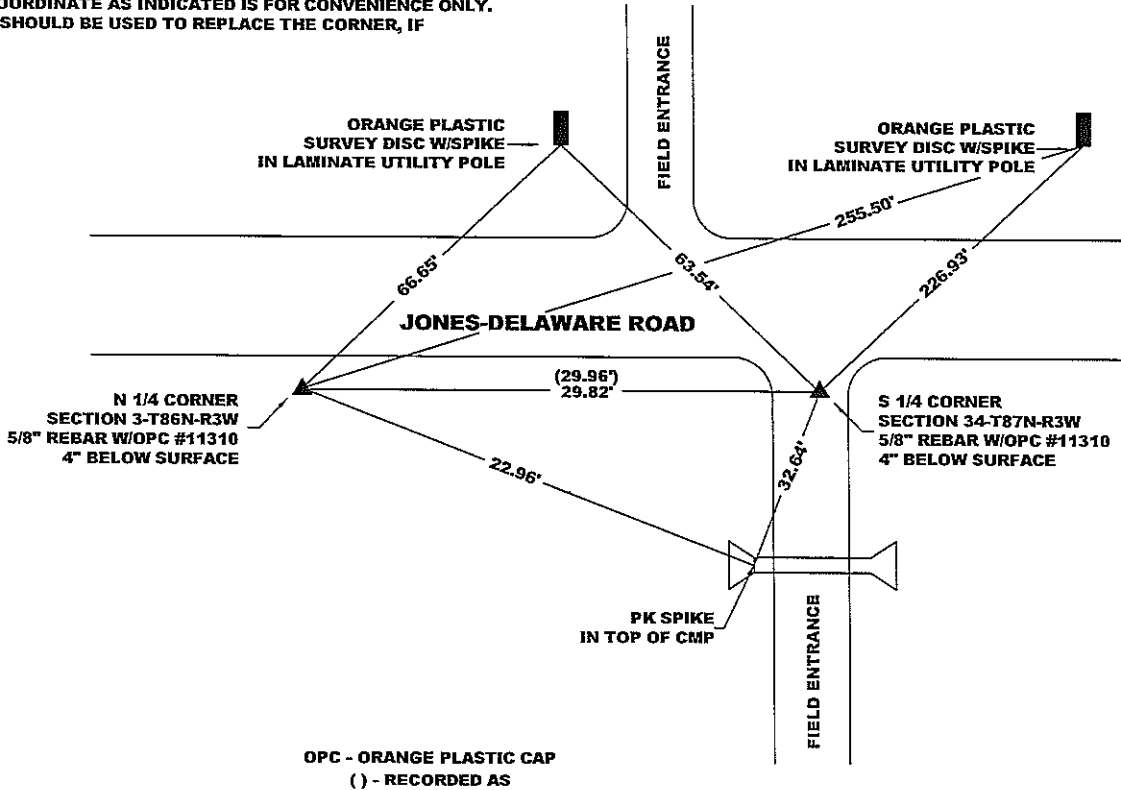 COORDINATE AS INDICATED IS FOR CONVENIENCE ONLY.
SHOULD BE USED TO REPLACE THE CORNER, IF
ORANGE PLASTIC
SURVEY DISC W/SPIKE
IN LAMINATE UTILITY POLE
FIELD ENTRANCE
ORANGE PLASTIC
SURVEY DISC W/SPIKE
IN LAMINATE UTILITY POLE
255.50'
66.65'
63.54'
226.93'
JONES-DELAWARE ROAD
(29.96')
29.82'
N 1/4 CORNER
SECTION 3-T86N-R3W
5/8" REBAR W/OPC #11310
4" BELOW SURFACE
S 1/4 CORNER
SECTION 34-T87N-R3W
5/8" REBAR W/OPC #11310
4" BELOW SURFACE
22.96'
32.64'
PK SPIKE
IN TOP OF CMP
FIELD ENTRANCE
OPC - ORANGE PLASTIC CAP
( ) - RECORDED AS